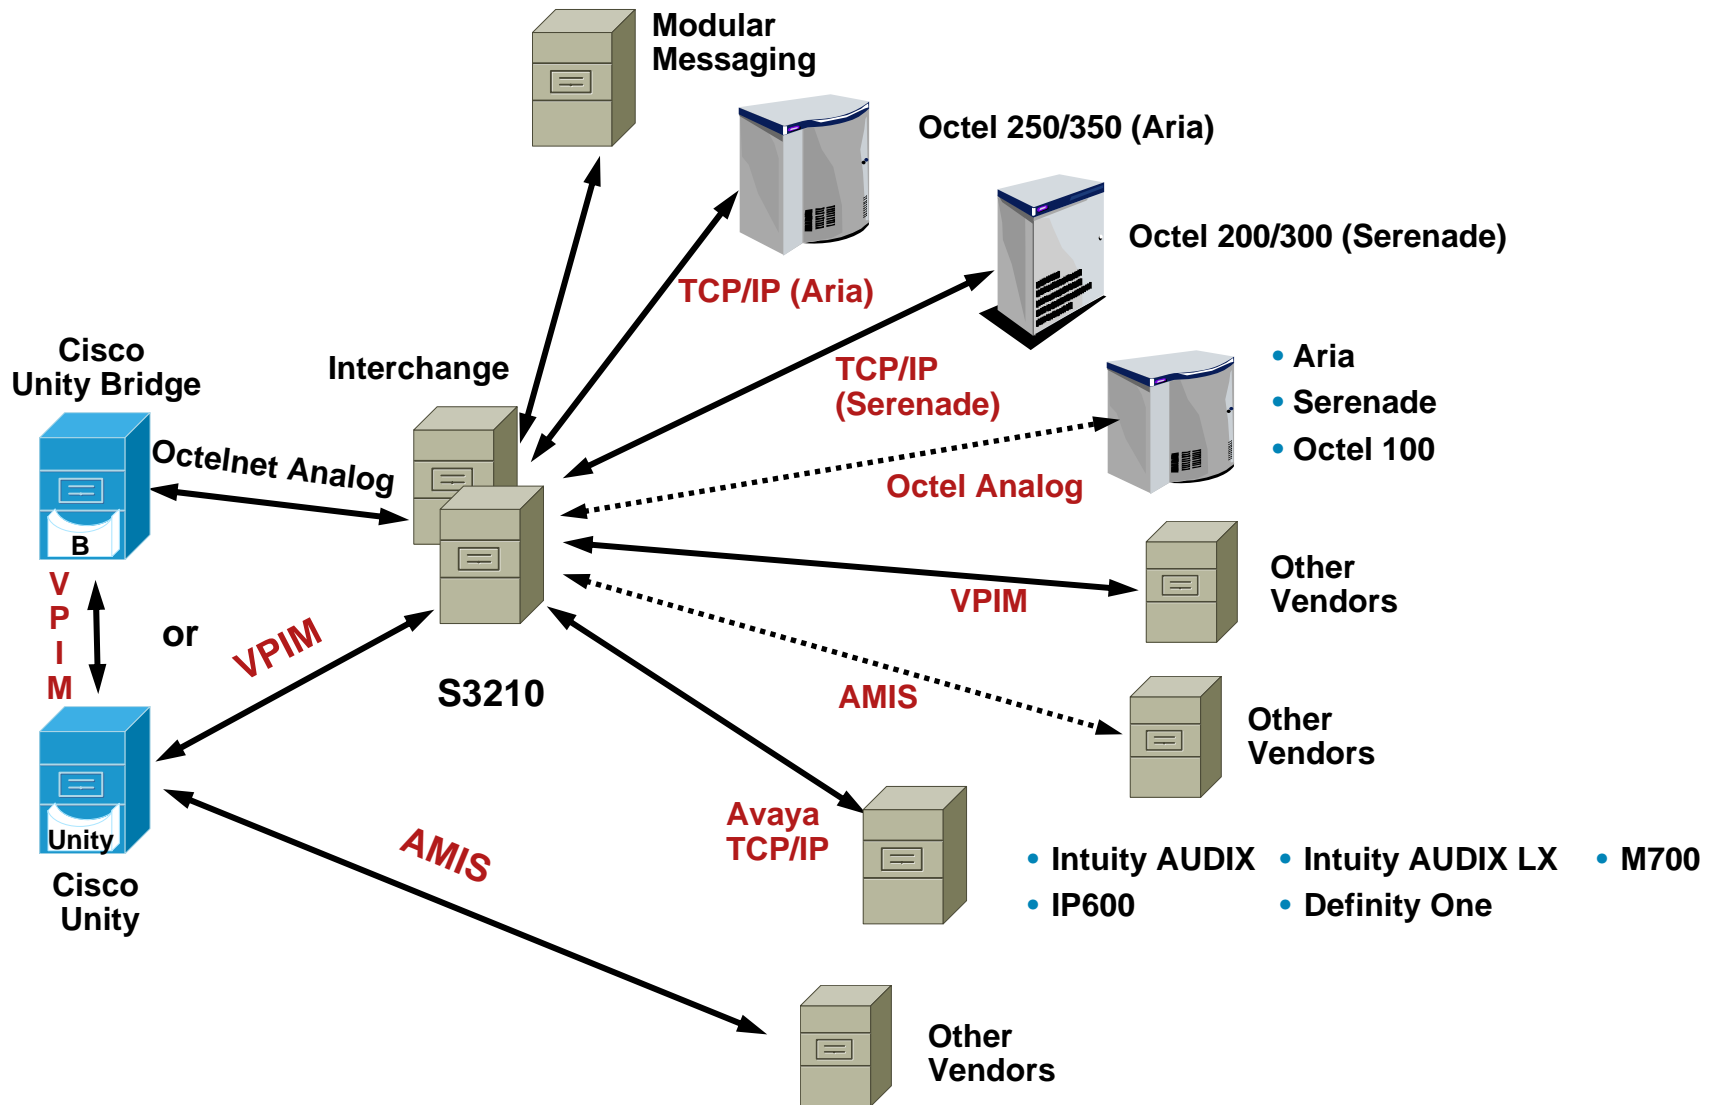 Modular
Messaging
Octel 250/350 (Aria)
Octel 200/300 (Serenade)
TCP/IP (Aria)
Cisco
Unity Bridge
Interchange
TCP/IP
(Serenade)
• Aria
• Serenade
• Octel 100
Octelnet Analog
Octel Analog
B
V
P
I
M
or
VPIM
S3210
VPIM
Other
Vendors
AMIS
Other
Vendors
Unity
Cisco
Unity
AMIS
Avaya
TCP/IP
• Intuity AUDIX • Intuity AUDIX LX • M700
• IP600 • Definity One
Other
Vendors